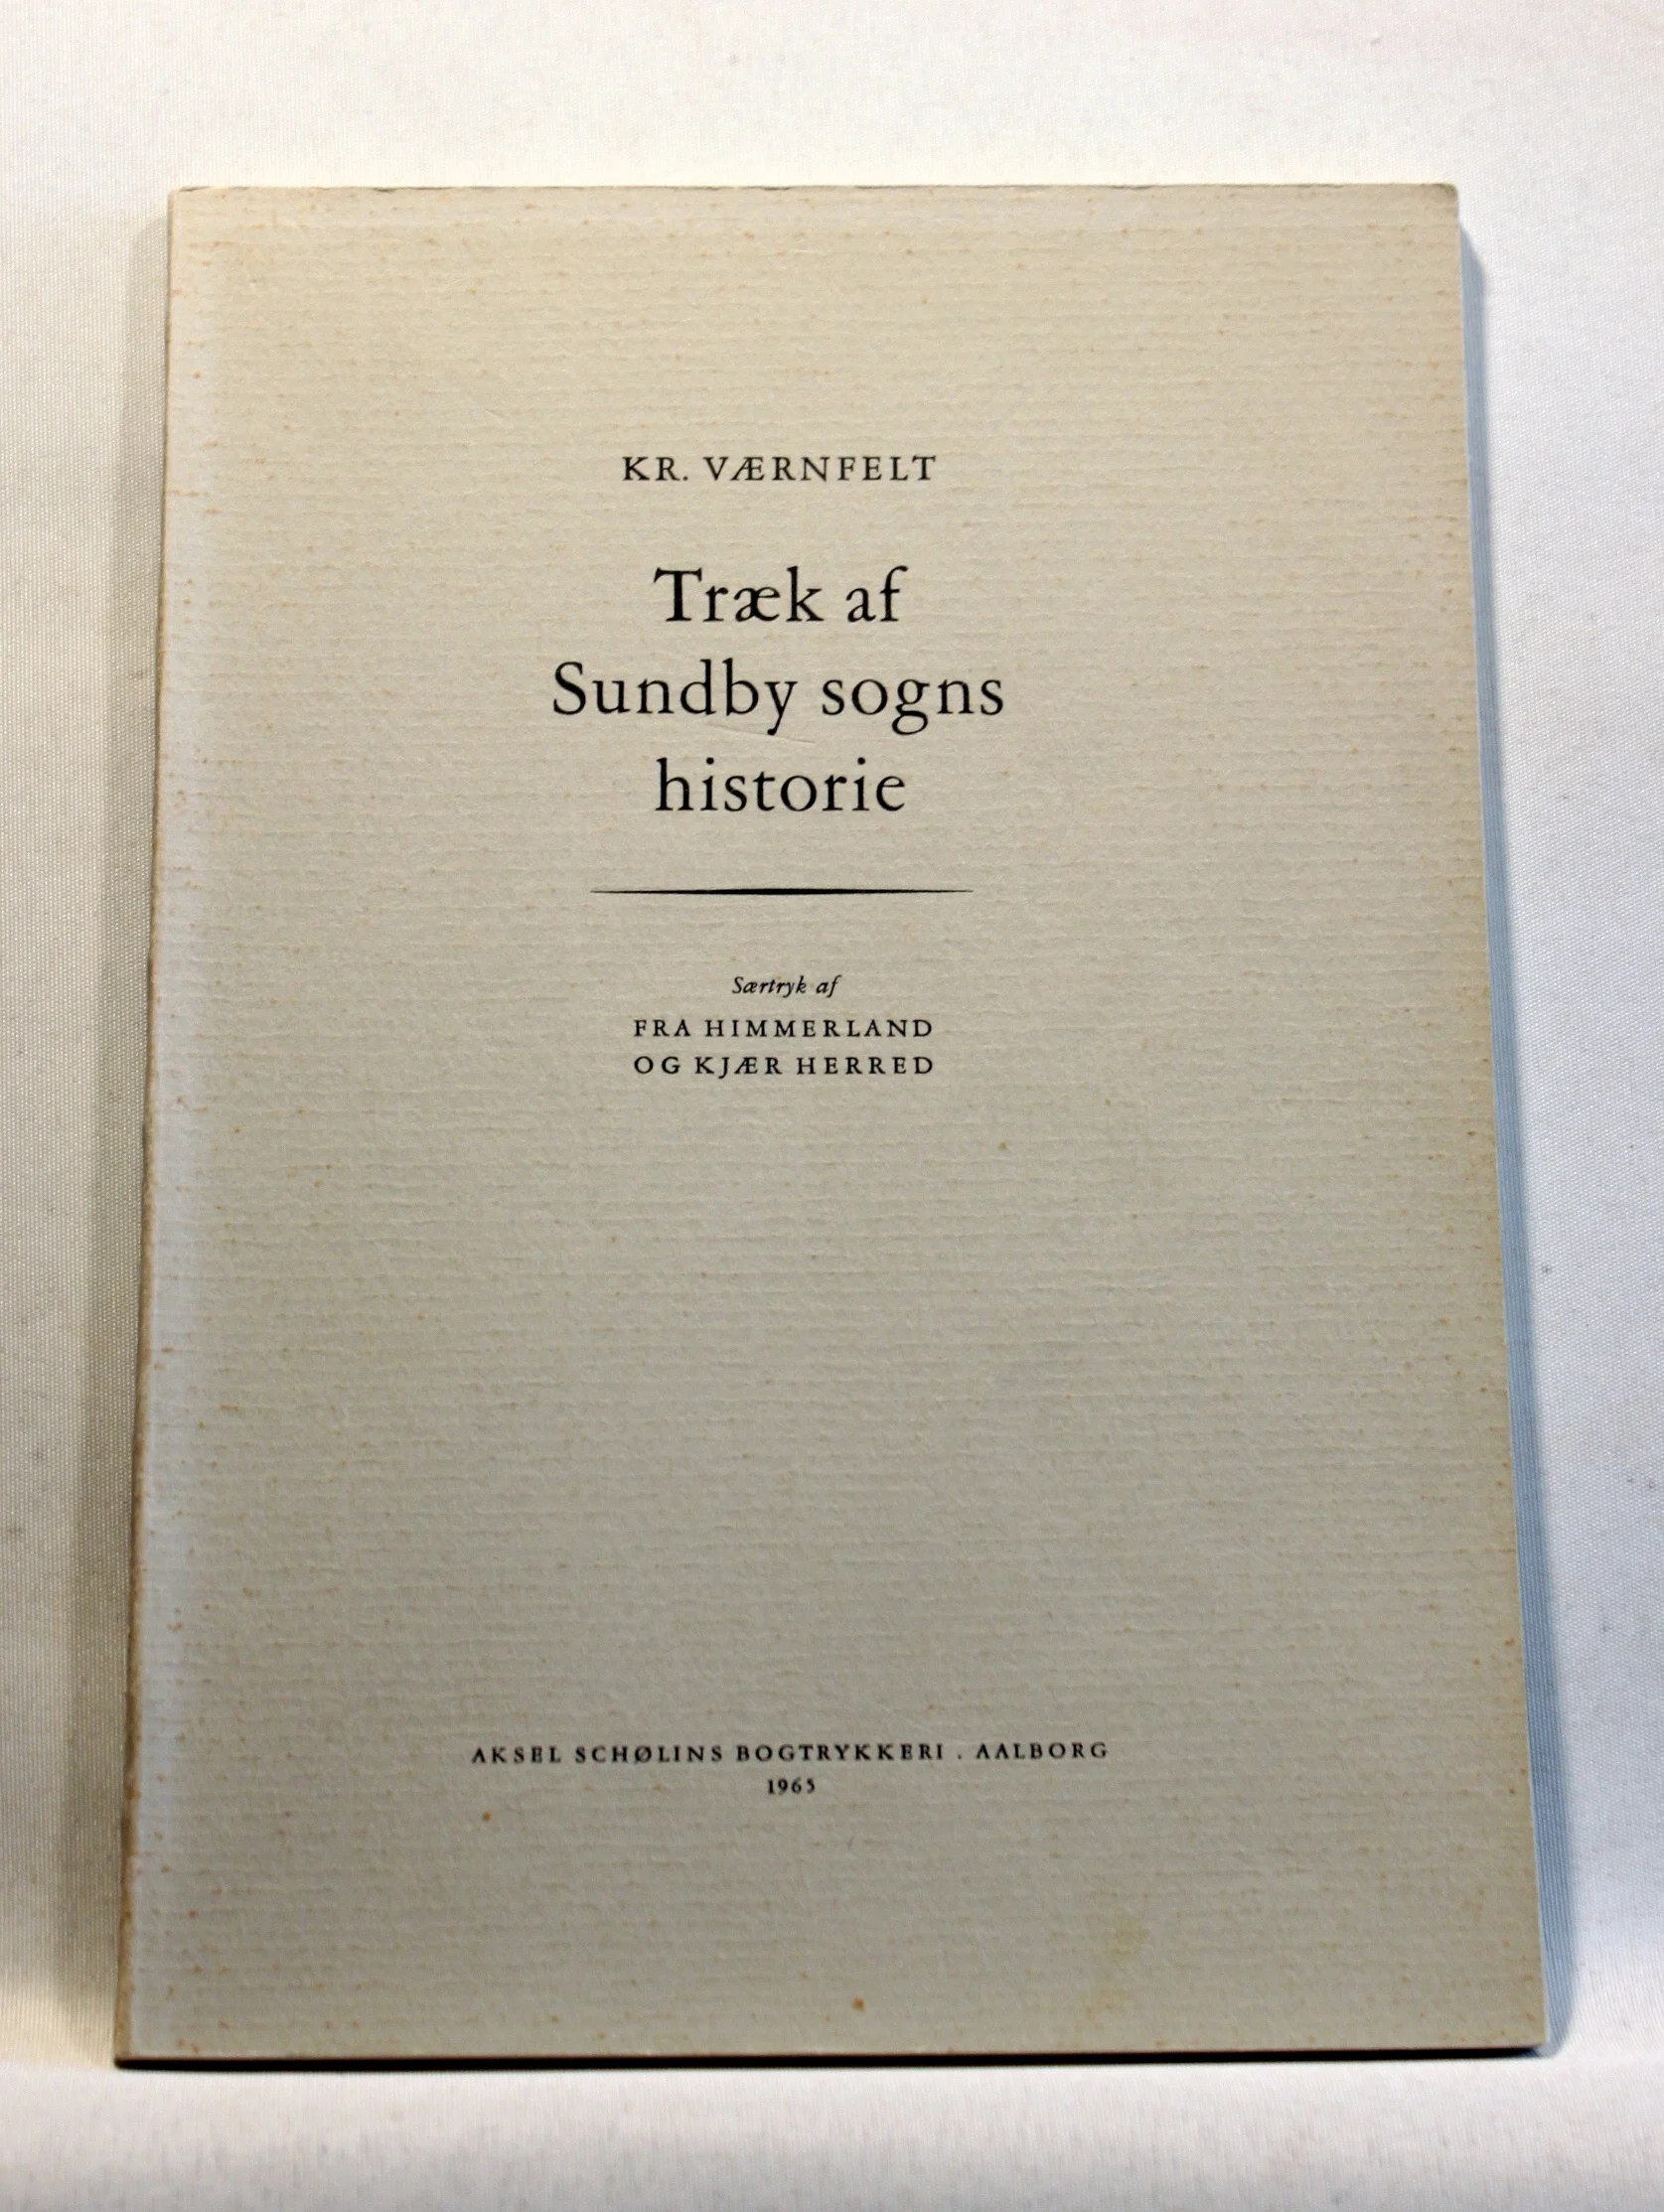 KR. VÆRNFELT
Træk af
Sundby sogns
historie
Særtryk af
FRA HIMMERLAND
OG KJÆR HERRED
AKSEL SCHØLINS BOGTRYKKERI . AALBORG
1965